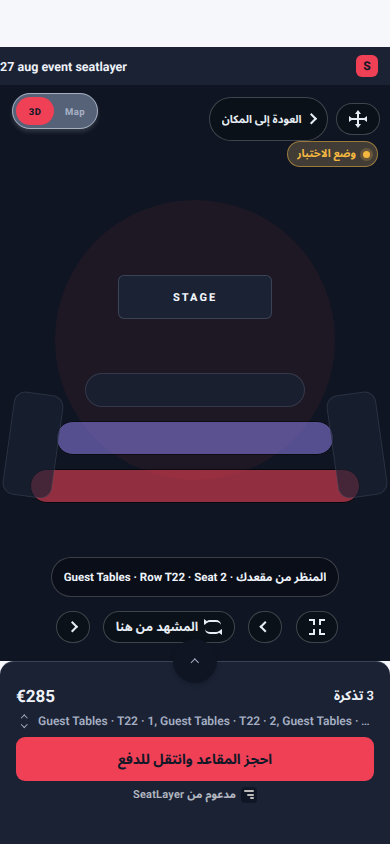 27 aug event seatlayer
S
3D
Map
العودة إلى المكان
وضع الاختبار
STAGE
المنظر من مقعدك · Guest Tables · Row T22 · Seat 2
المشهد من هنا
3 تذكرة
€285
Guest Tables · T22 · 1, Guest Tables · T22 · 2, Guest Tables · ...
احجز المقاعد وانتقل للدفع
مدعوم من SeatLayer